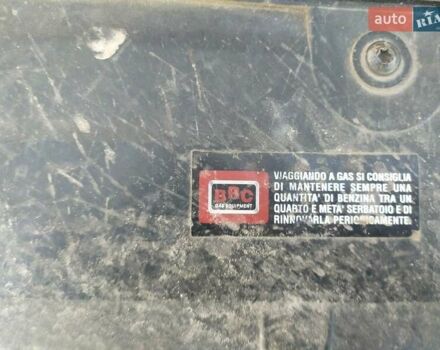 auto RIA
BBC
GAS EQUIPMENT
VIAGGIANDO A GAS SI CONSIGLIA
DI MANTENERE SEMPRE UNA
QUANTITA' DI BENZINA TRA UN
QUARTO E META' SERBATOIO E DI
RINNOVARLA PERIODICAMENTE.